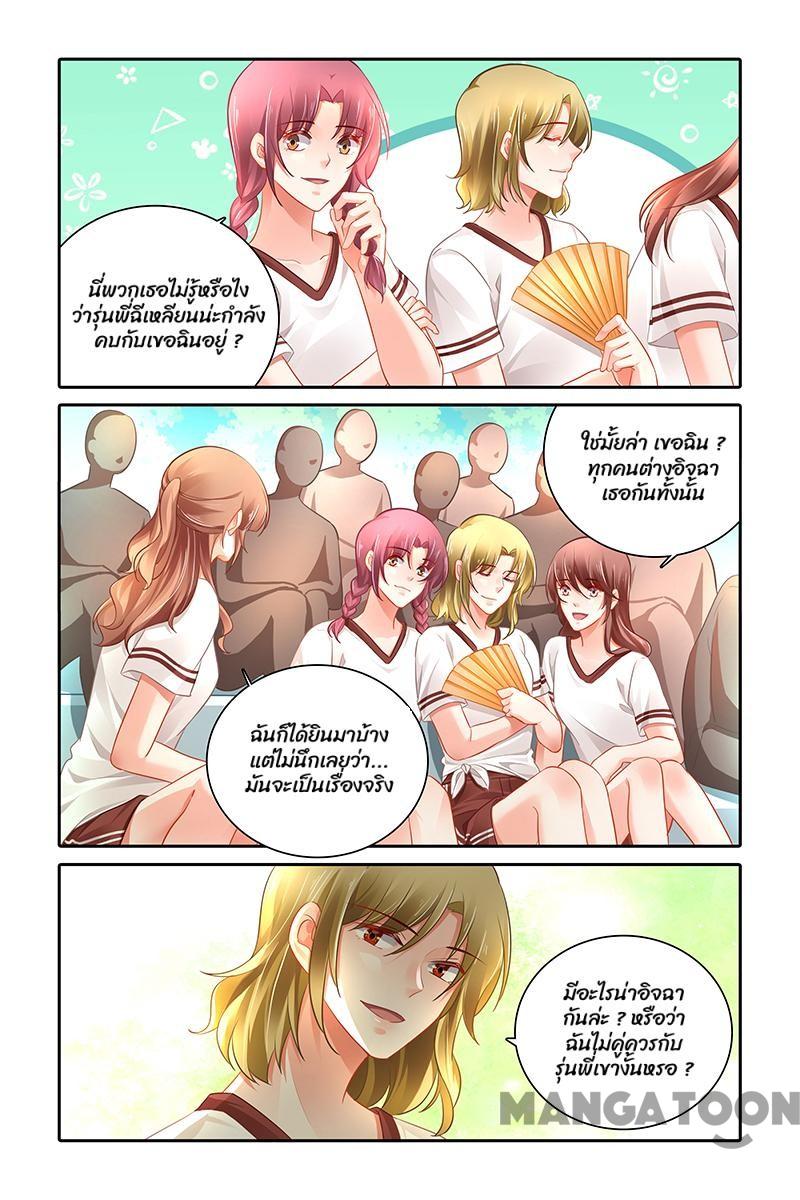 นี่พวกเธอไม่รู้หรือไง
ว่ารุ่นพี่ฉีเหลียนน่ะกำลัง
คบกับเขอฉินอยู่ ?
ใช่มั้ยล่า เขอฉิน ?
ทุกคนต่างอิจฉา
เธอกันทั้งนั้น
ฉันก็ได้ยินมาบ้าง
แต่ไม่นึกเลยว่า...
มันจะเป็นเรื่องจริง
มีอะไรน่าอิจฉา
กันล่ะ ? หรือว่า
ฉันไม่คู่ควรกับ
รุ่นพี่เขางั้นหรอ ?
MANGATOON